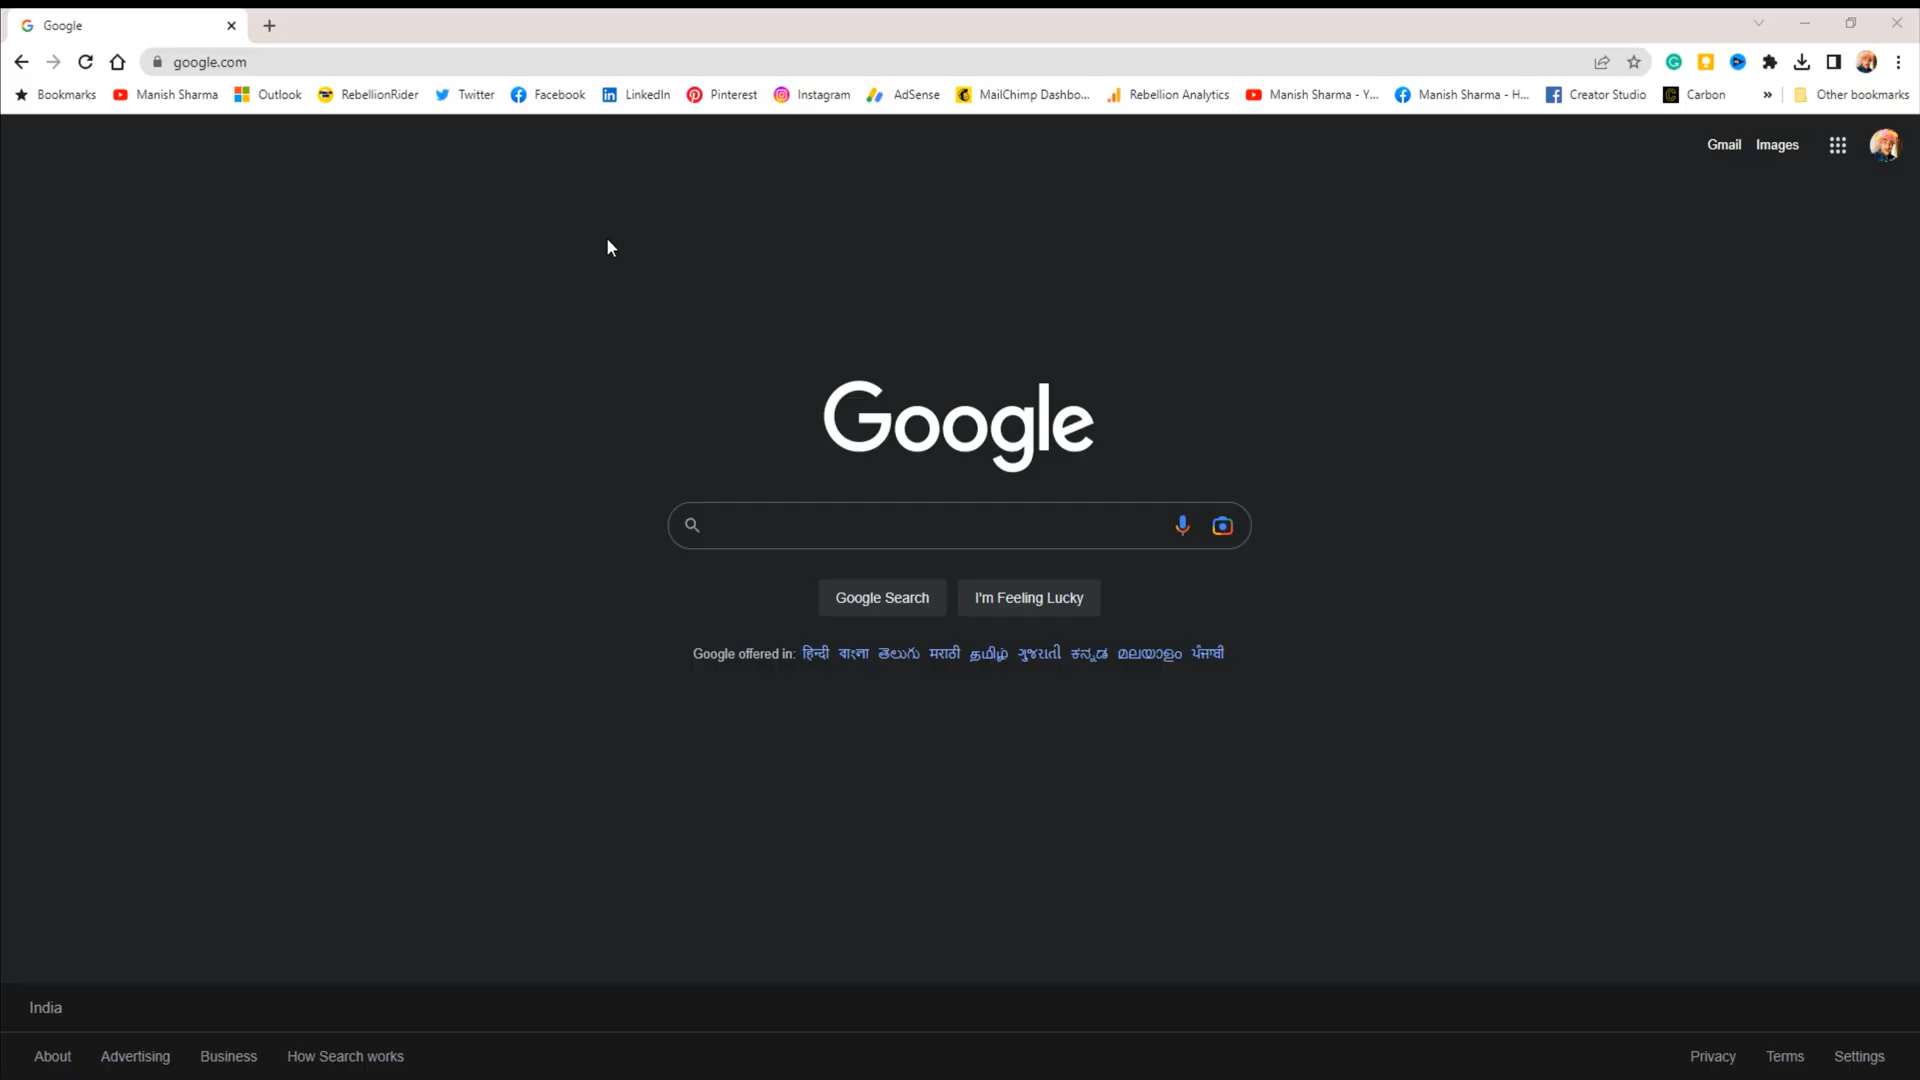 Google
google.com
Bookmarks Manish Sharma Outlook RebellionRider Twitter Facebook LinkedIn Pinterest Instagram AdSense MailChimp Dashbo... Rebellion Analytics Manish Sharma - Y... Manish Sharma - H... Creator Studio Carbon » Other bookmarks
Gmail Images
Google
Google Search I'm Feeling Lucky
Google offered in: हिन्दी বাংলা తెలుగు मराठी தமிழ் ગુજરાતી ಕನ್ನಡ മലയാളം ਪੰਜਾਬੀ
India
About Advertising Business How Search works Privacy Terms Settings